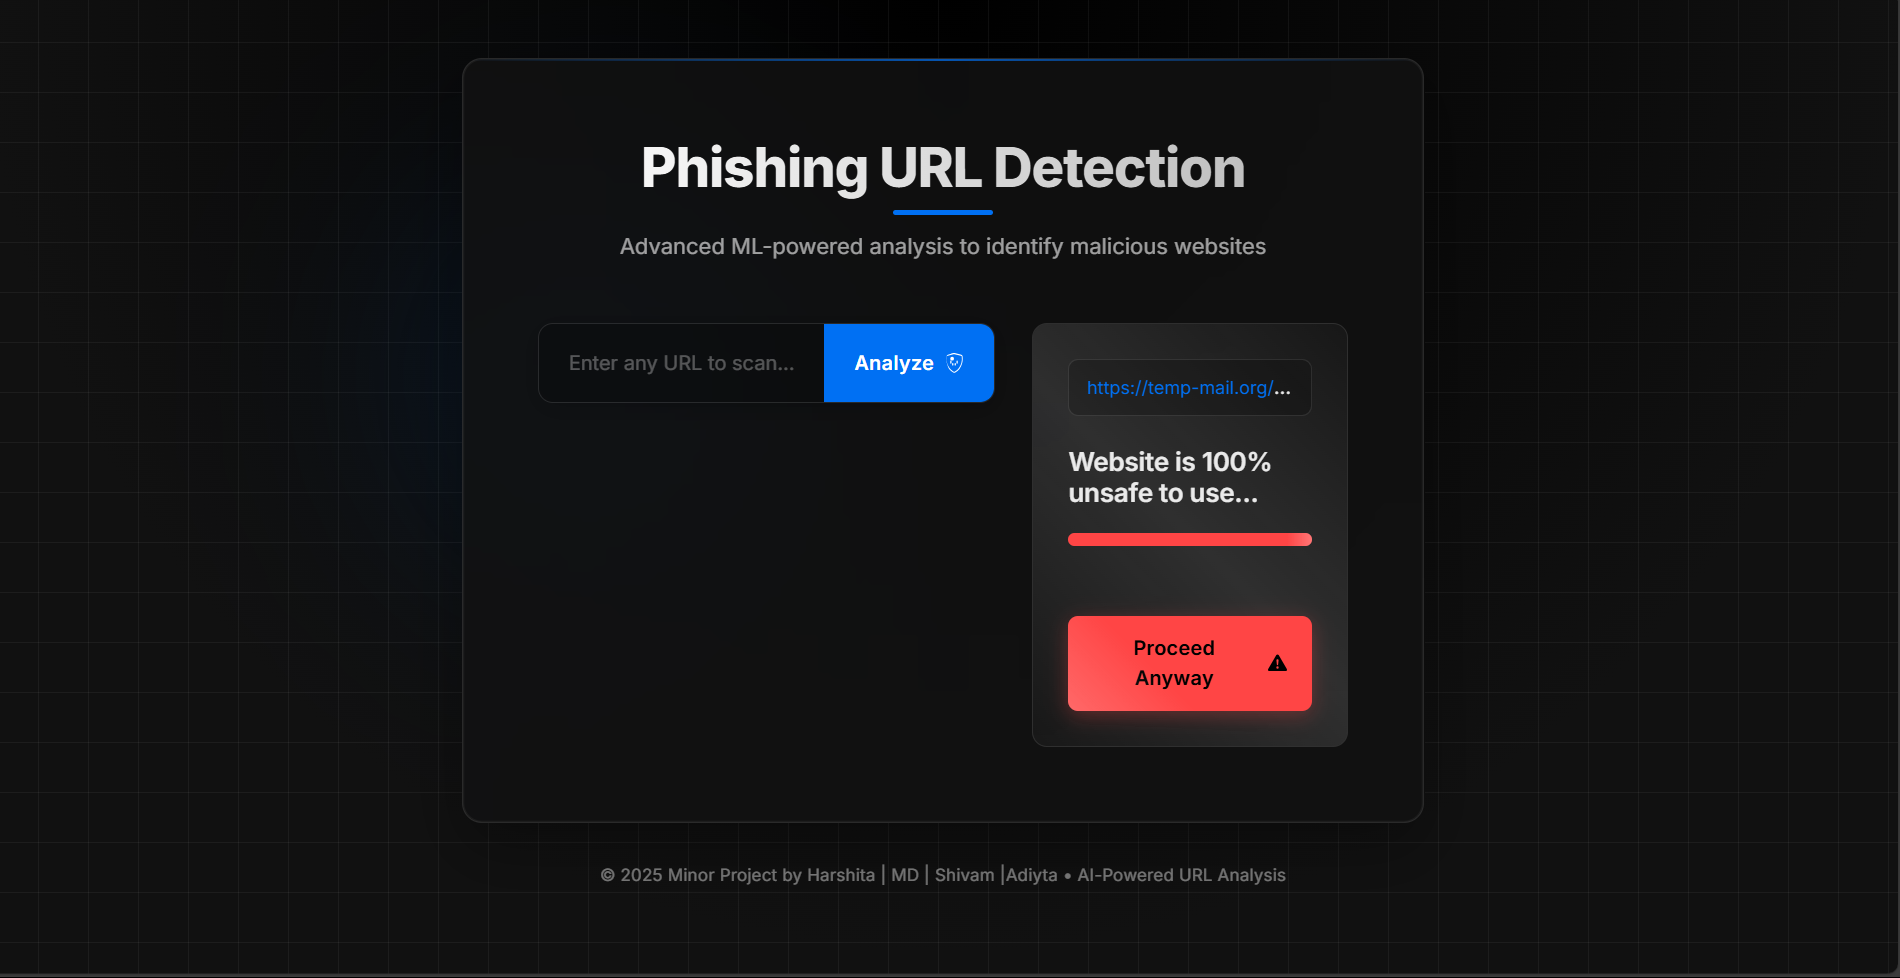 Phishing URL Detection
Advanced ML-powered analysis to identify malicious websites
Enter any URL to scan...
Analyze
https://temp-mail.org/...
Website is 100%
unsafe to use...
Proceed
Anyway
© 2025 Minor Project by Harshita | MD | Shivam |Adiyta • AI-Powered URL Analysis